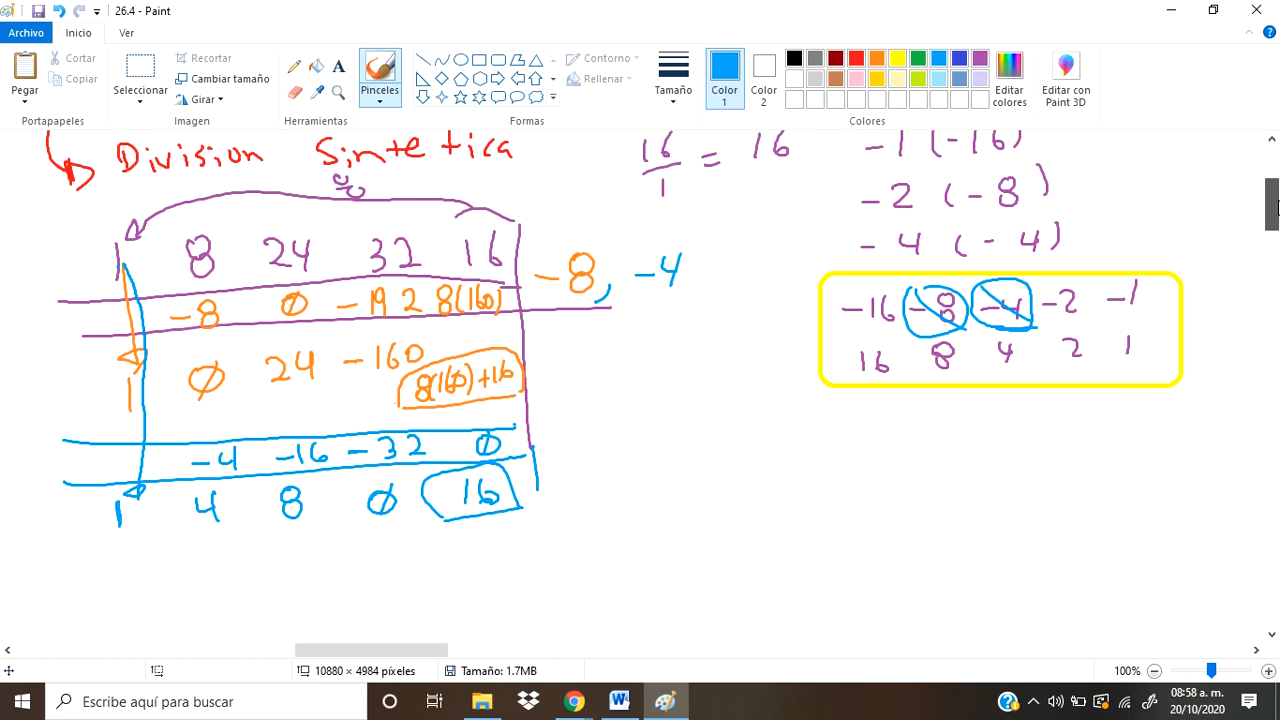 26.4 - Paint
Archivo Inicio Ver
Pegar
Cortar
Copiar
Portapapeles
Seleccionar
Recortar
Cambiar tamaño
Girar
Imagen
A
Herramientas
Pinceles
Contorno
Rellenar
Formas
Tamaño
Color 1
Color 2
Editar colores
Editar con Paint 3D
Colores
Division Sintetica
16/1 = 16
-1 (-16)
-2 (-8)
-4 (-4)
1 8 24 32 16
-8, -4
-8 0 -192 8(160)
1 0 24 -160 8(160)+16
-4 -16 -32 0
1 4 8 0 16
-16 -8 -4 -2 -1
16 8 4 2 1
10880 × 4984 píxeles
Tamaño: 1.7MB
100%
Escribe aquí para buscar
08:58 a. m.
20/10/2020